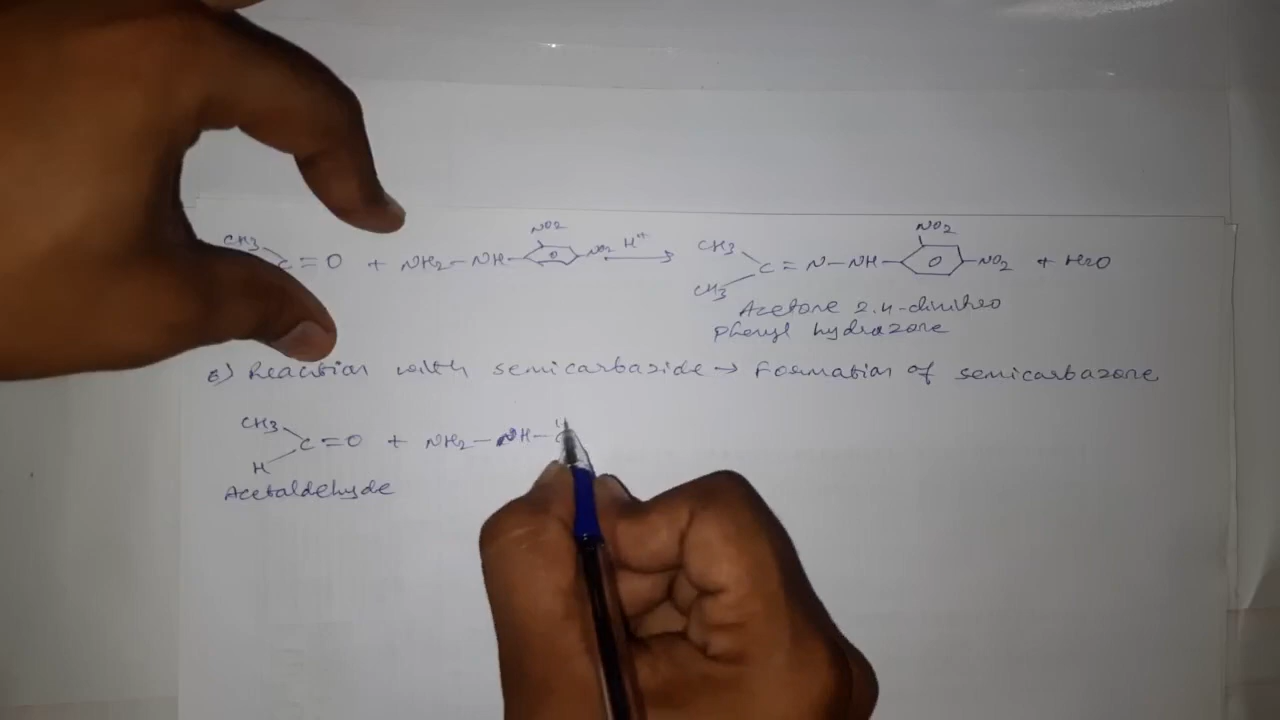 NO2 NO2
CH3 C=O + NH2-NH- NO2 H+ CH3 C=N-NH- NO2 + H2O
CH3
Acetone 2.4-dinitro
phenyl hydrazone
6) Reaction with semicarbazide → Formation of semicarbazone
CH3
C=O + NH2-NH-C
H
Acetaldehyde